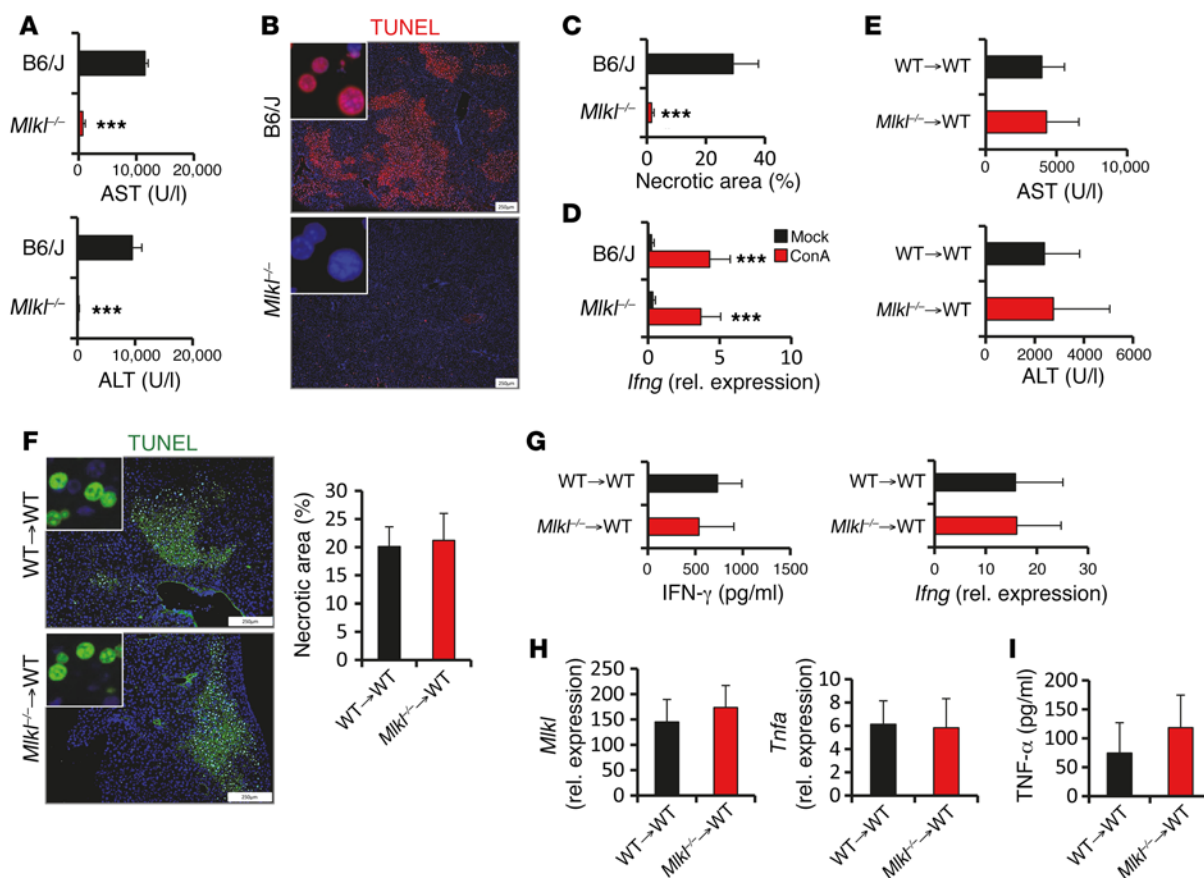 A
B6/J
Mlkl–/–
***
0
10,000
20,000
AST (U/l)
B6/J
Mlkl–/–
***
0
10,000
20,000
ALT (U/l)
B
TUNEL
B6/J
250µm
Mlkl–/–
250µm
C
B6/J
Mlkl–/–
***
0
20
40
Necrotic area (%)
D
Mock
ConA
B6/J
***
Mlkl–/–
***
0
5
10
Ifng (rel. expression)
E
WT→WT
Mlkl–/–→WT
0
5000
10,000
AST (U/l)
WT→WT
Mlkl–/–→WT
0
2000
4000
6000
ALT (U/l)
F
TUNEL
WT→WT
250µm
Mlkl–/–→WT
250µm
Necrotic area (%)
30
25
20
15
10
5
0
WT→WT
Mlkl–/–→WT
G
WT→WT
Mlkl–/–→WT
0
500
1000
1500
IFN-γ (pg/ml)
WT→WT
Mlkl–/–→WT
0
10
20
30
Ifng (rel. expression)
H
Mlkl
(rel. expression)
250
200
150
100
50
0
WT→WT
Mlkl–/–→WT
Tnfa
(rel. expression)
10
8
6
4
2
0
WT→WT
Mlkl–/–→WT
I
TNF-α (pg/ml)
200
150
100
50
0
WT→WT
Mlkl–/–→WT